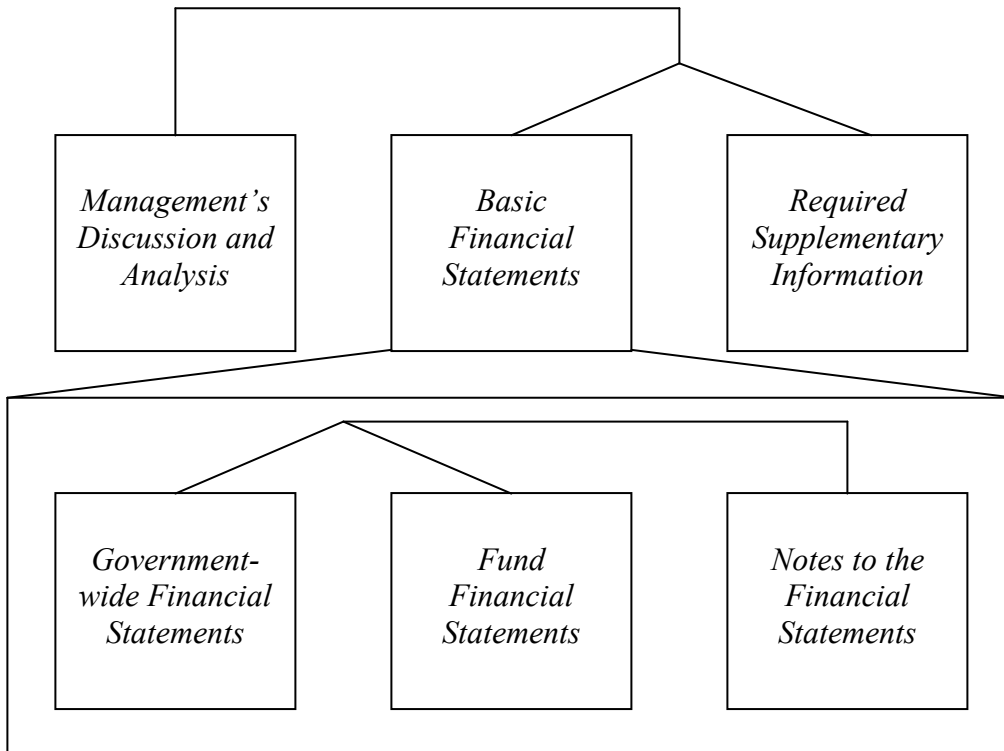 Management’s
Discussion and
Analysis
Basic
Financial
Statements
Required
Supplementary
Information
Government-
wide Financial
Statements
Fund
Financial
Statements
Notes to the
Financial
Statements